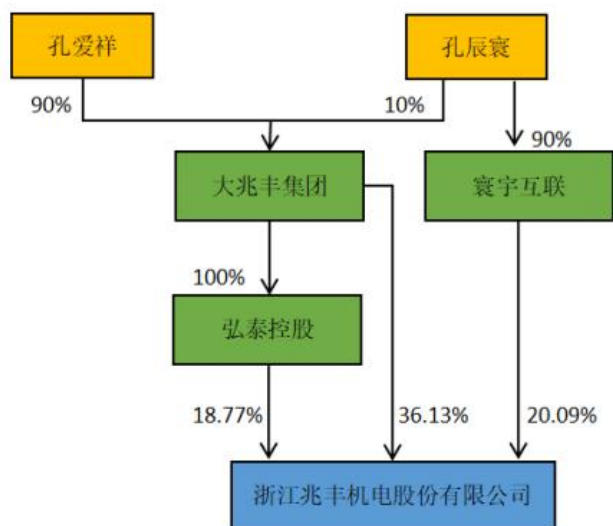 孔爱祥
孔辰寰
90%
10%
90%
大兆丰集团
寰宇互联
100%
弘泰控股
18.77%
36.13%
20.09%
浙江兆丰机电股份有限公司